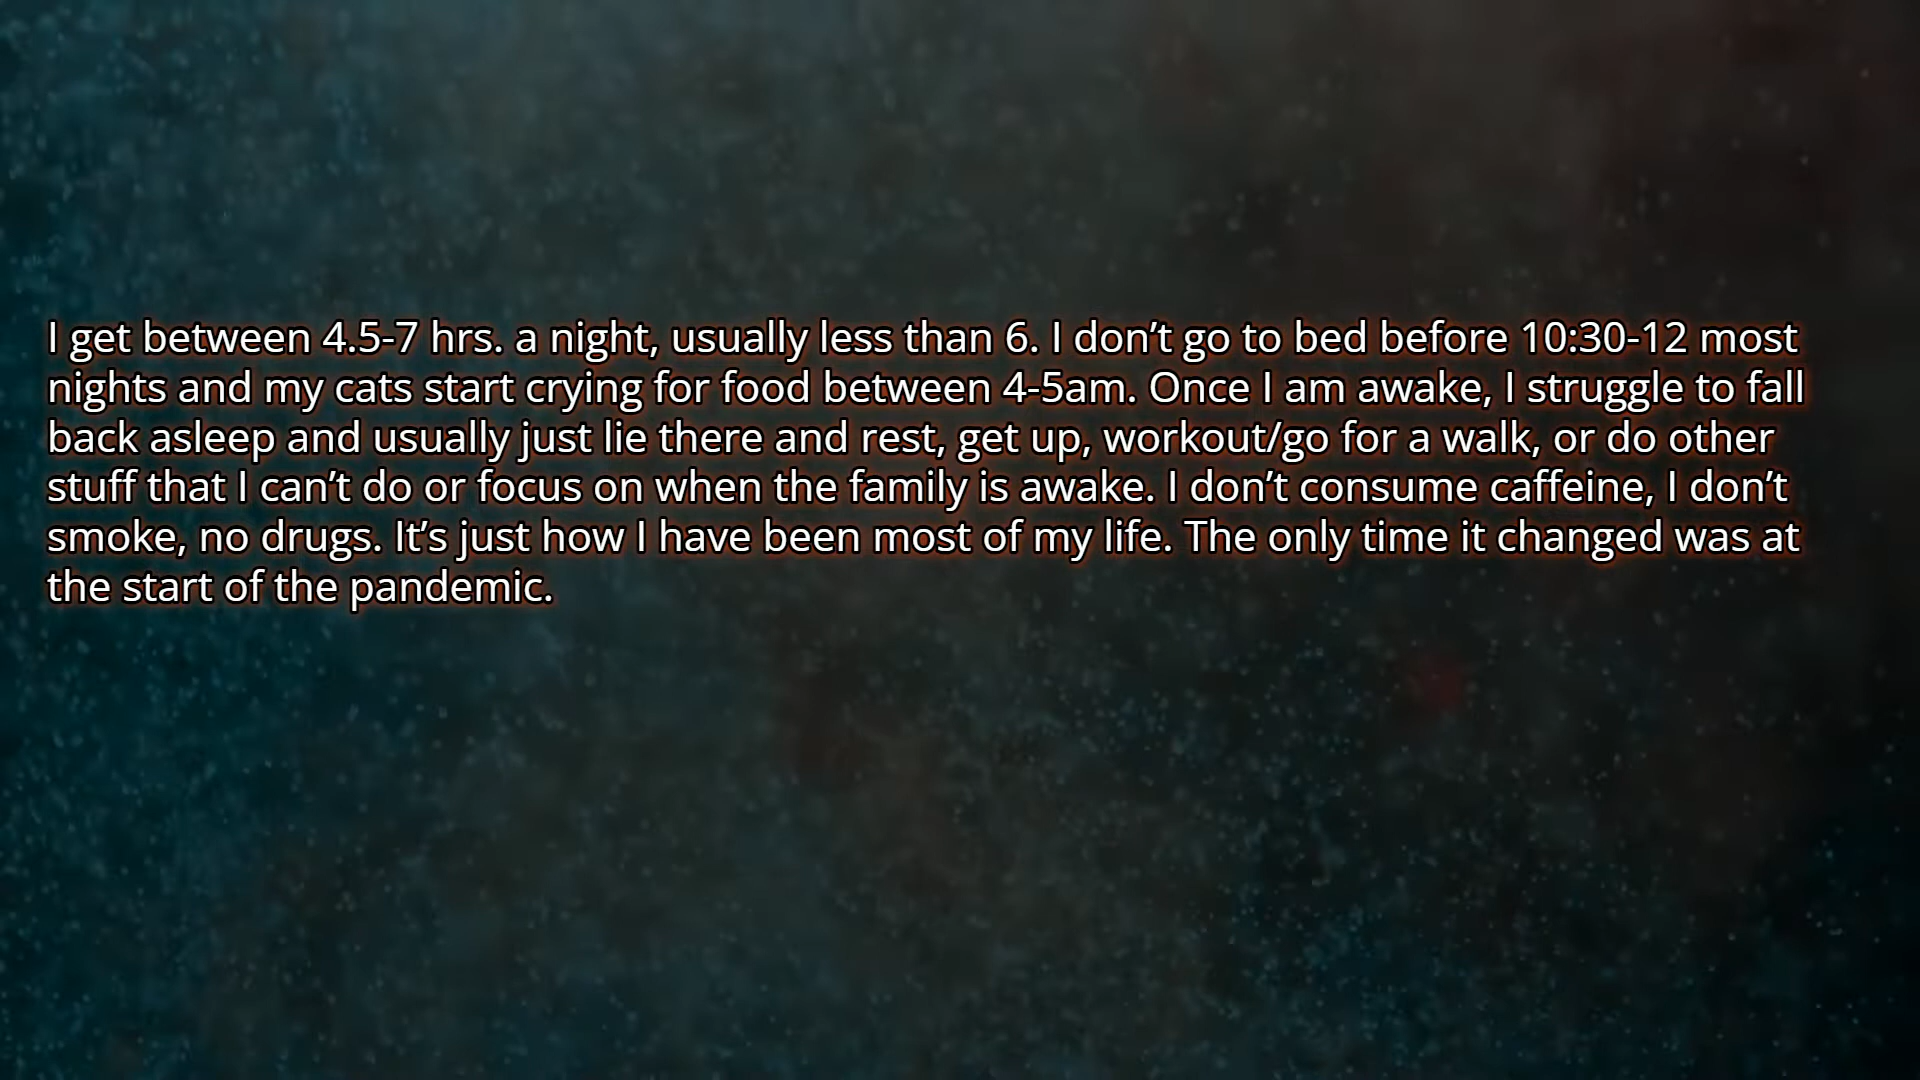 I get between 4.5-7 hrs. a night, usually less than 6. I don’t go to bed before 10:30-12 most
nights and my cats start crying for food between 4-5am. Once I am awake, I struggle to fall
back asleep and usually just lie there and rest, get up, workout/go for a walk, or do other
stuff that I can’t do or focus on when the family is awake. I don’t consume caffeine, I don’t
smoke, no drugs. It’s just how I have been most of my life. The only time it changed was at
the start of the pandemic.